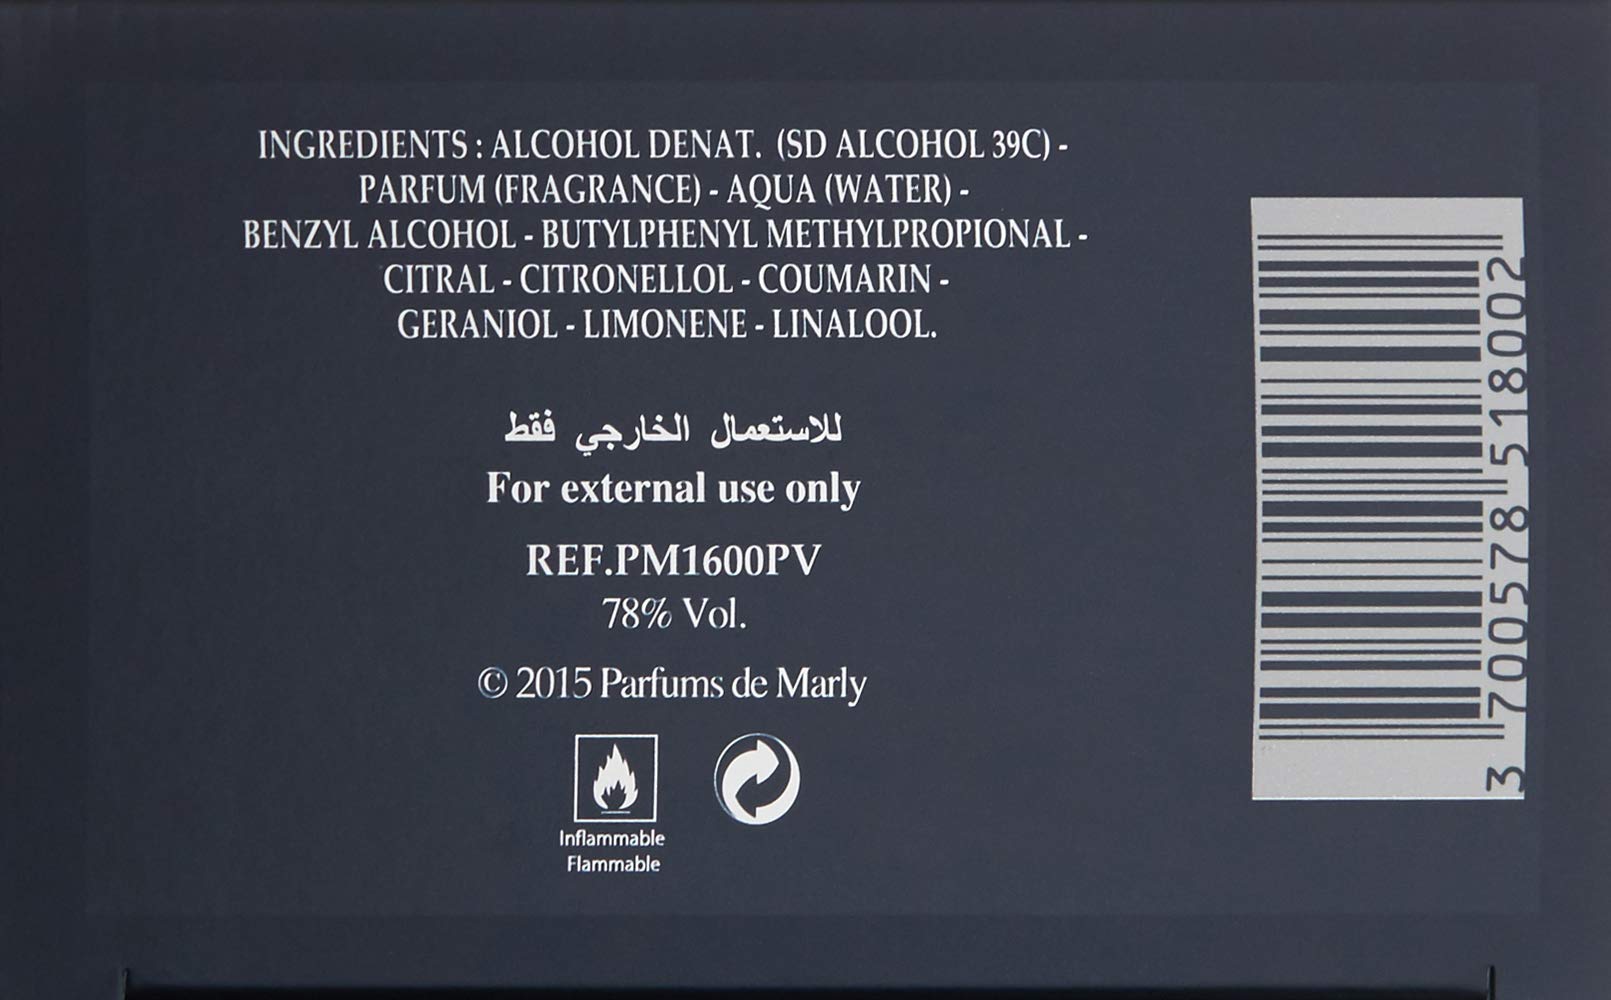 INGREDIENTS : ALCOHOL DENAT. (SD ALCOHOL 39C) -
PARFUM (FRAGRANCE) - AQUA (WATER) -
BENZYL ALCOHOL - BUTYLPHENYL METHYLPROPIONAL -
CITRAL - CITRONELLOL - COUMARIN -
GERANIOL - LIMONENE - LINALOOL.
للاستعمال الخارجي فقط
For external use only
REF.PM1600PV
78% Vol.
© 2015 Parfums de Marly
Inflammable
Flammable
3 700578 518002